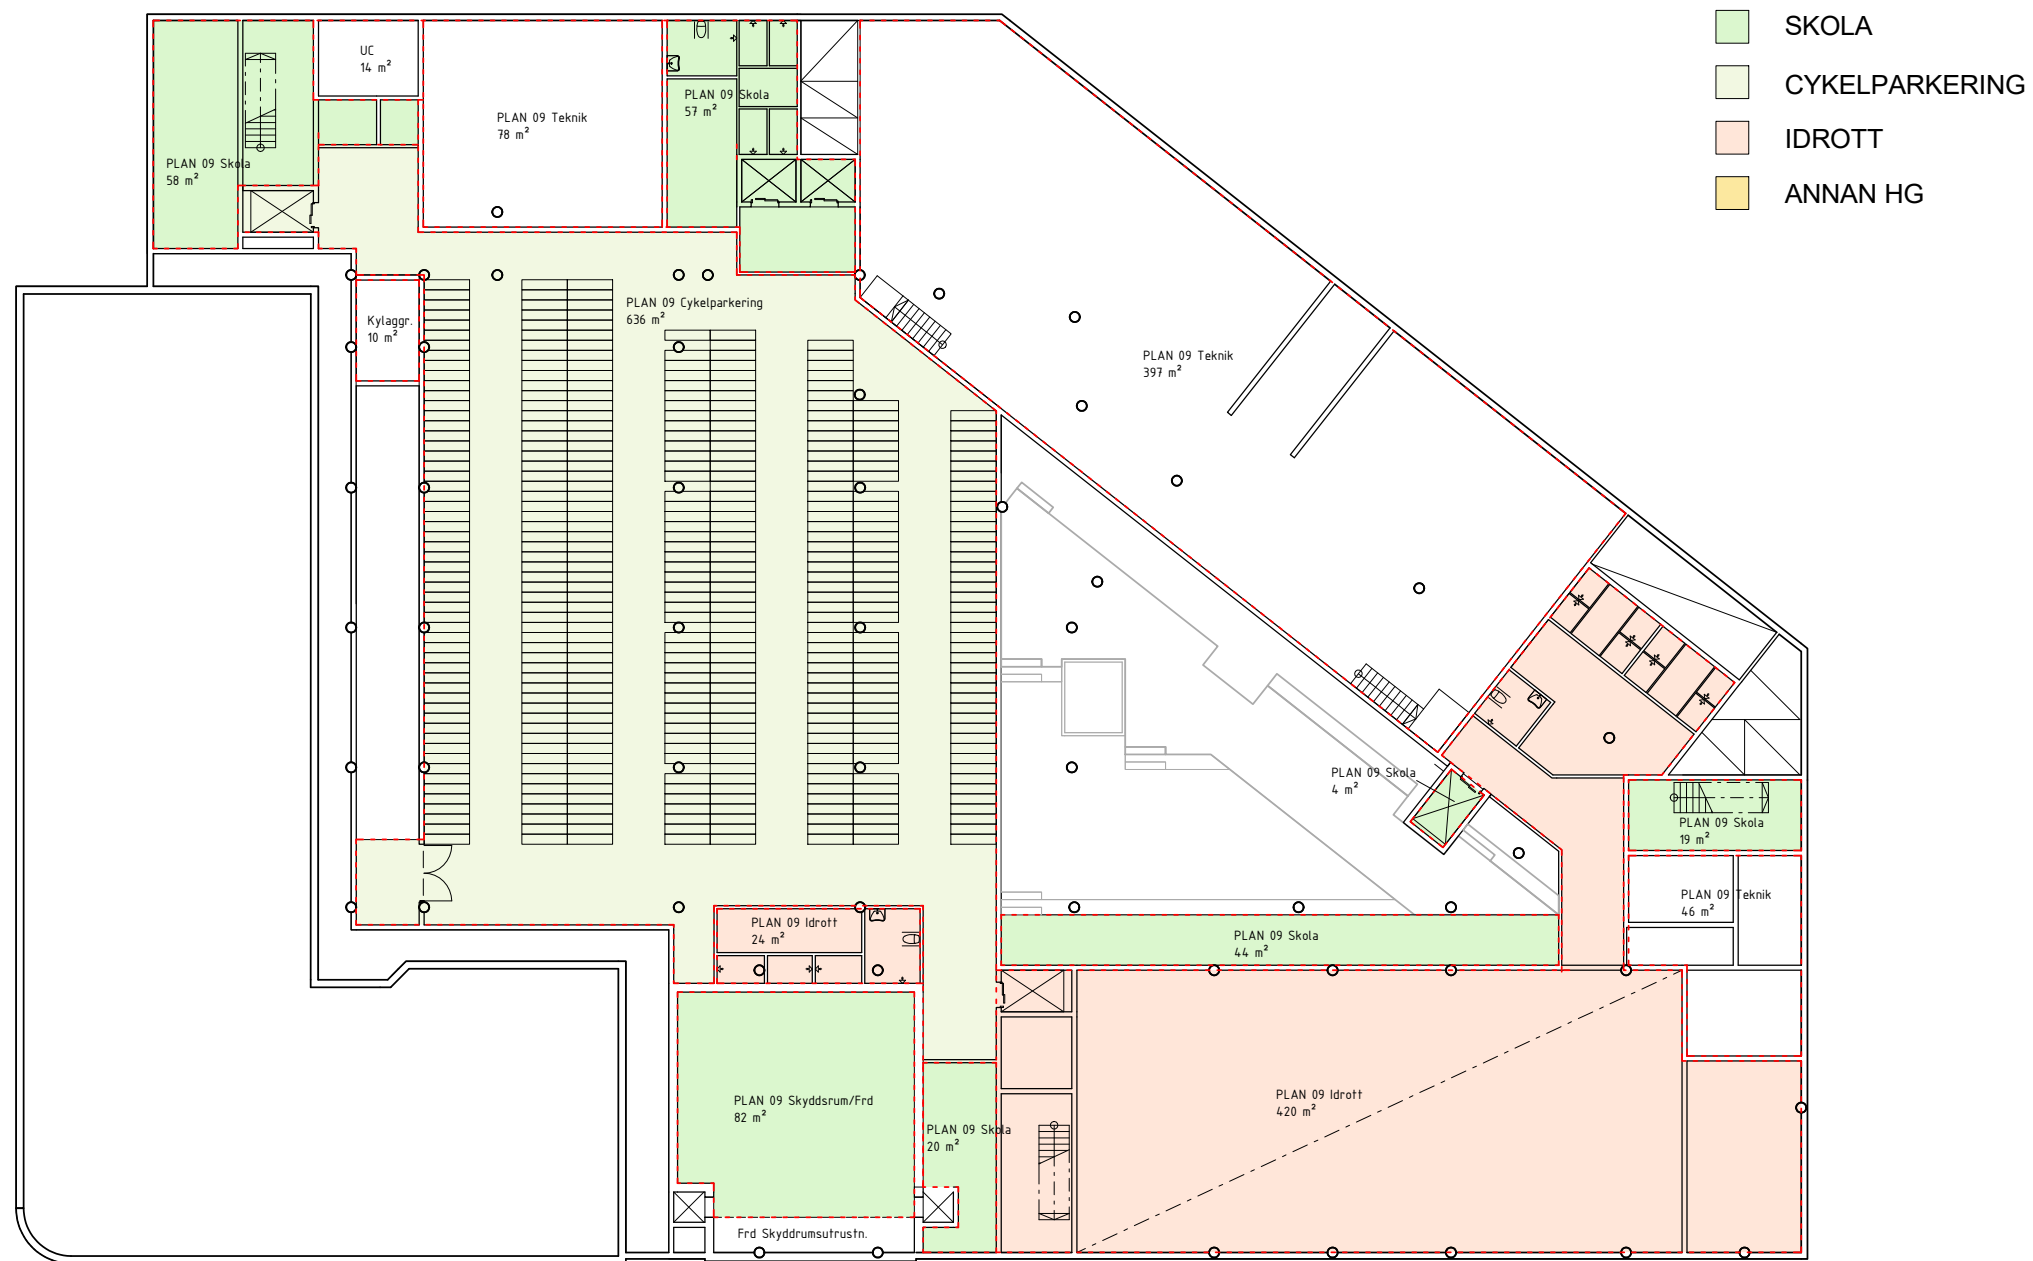 SKOLA
CYKELPARKERING
IDROTT
ANNAN HG
UC
14 m²
PLAN 09 Skola
57 m²
PLAN 09 Teknik
78 m²
PLAN 09 Skola
58 m²
PLAN 09 Cykelparkering
636 m²
Kylaggr.
10 m²
PLAN 09 Teknik
397 m²
PLAN 09 Skola
4 m²
PLAN 09 Skola
19 m²
PLAN 09 Teknik
46 m²
PLAN 09 Idrott
24 m²
PLAN 09 Skola
44 m²
PLAN 09 Idrott
420 m²
PLAN 09 Skyddsrum/Frd
82 m²
PLAN 09 Skola
20 m²
Frd Skyddrumsutrustn.